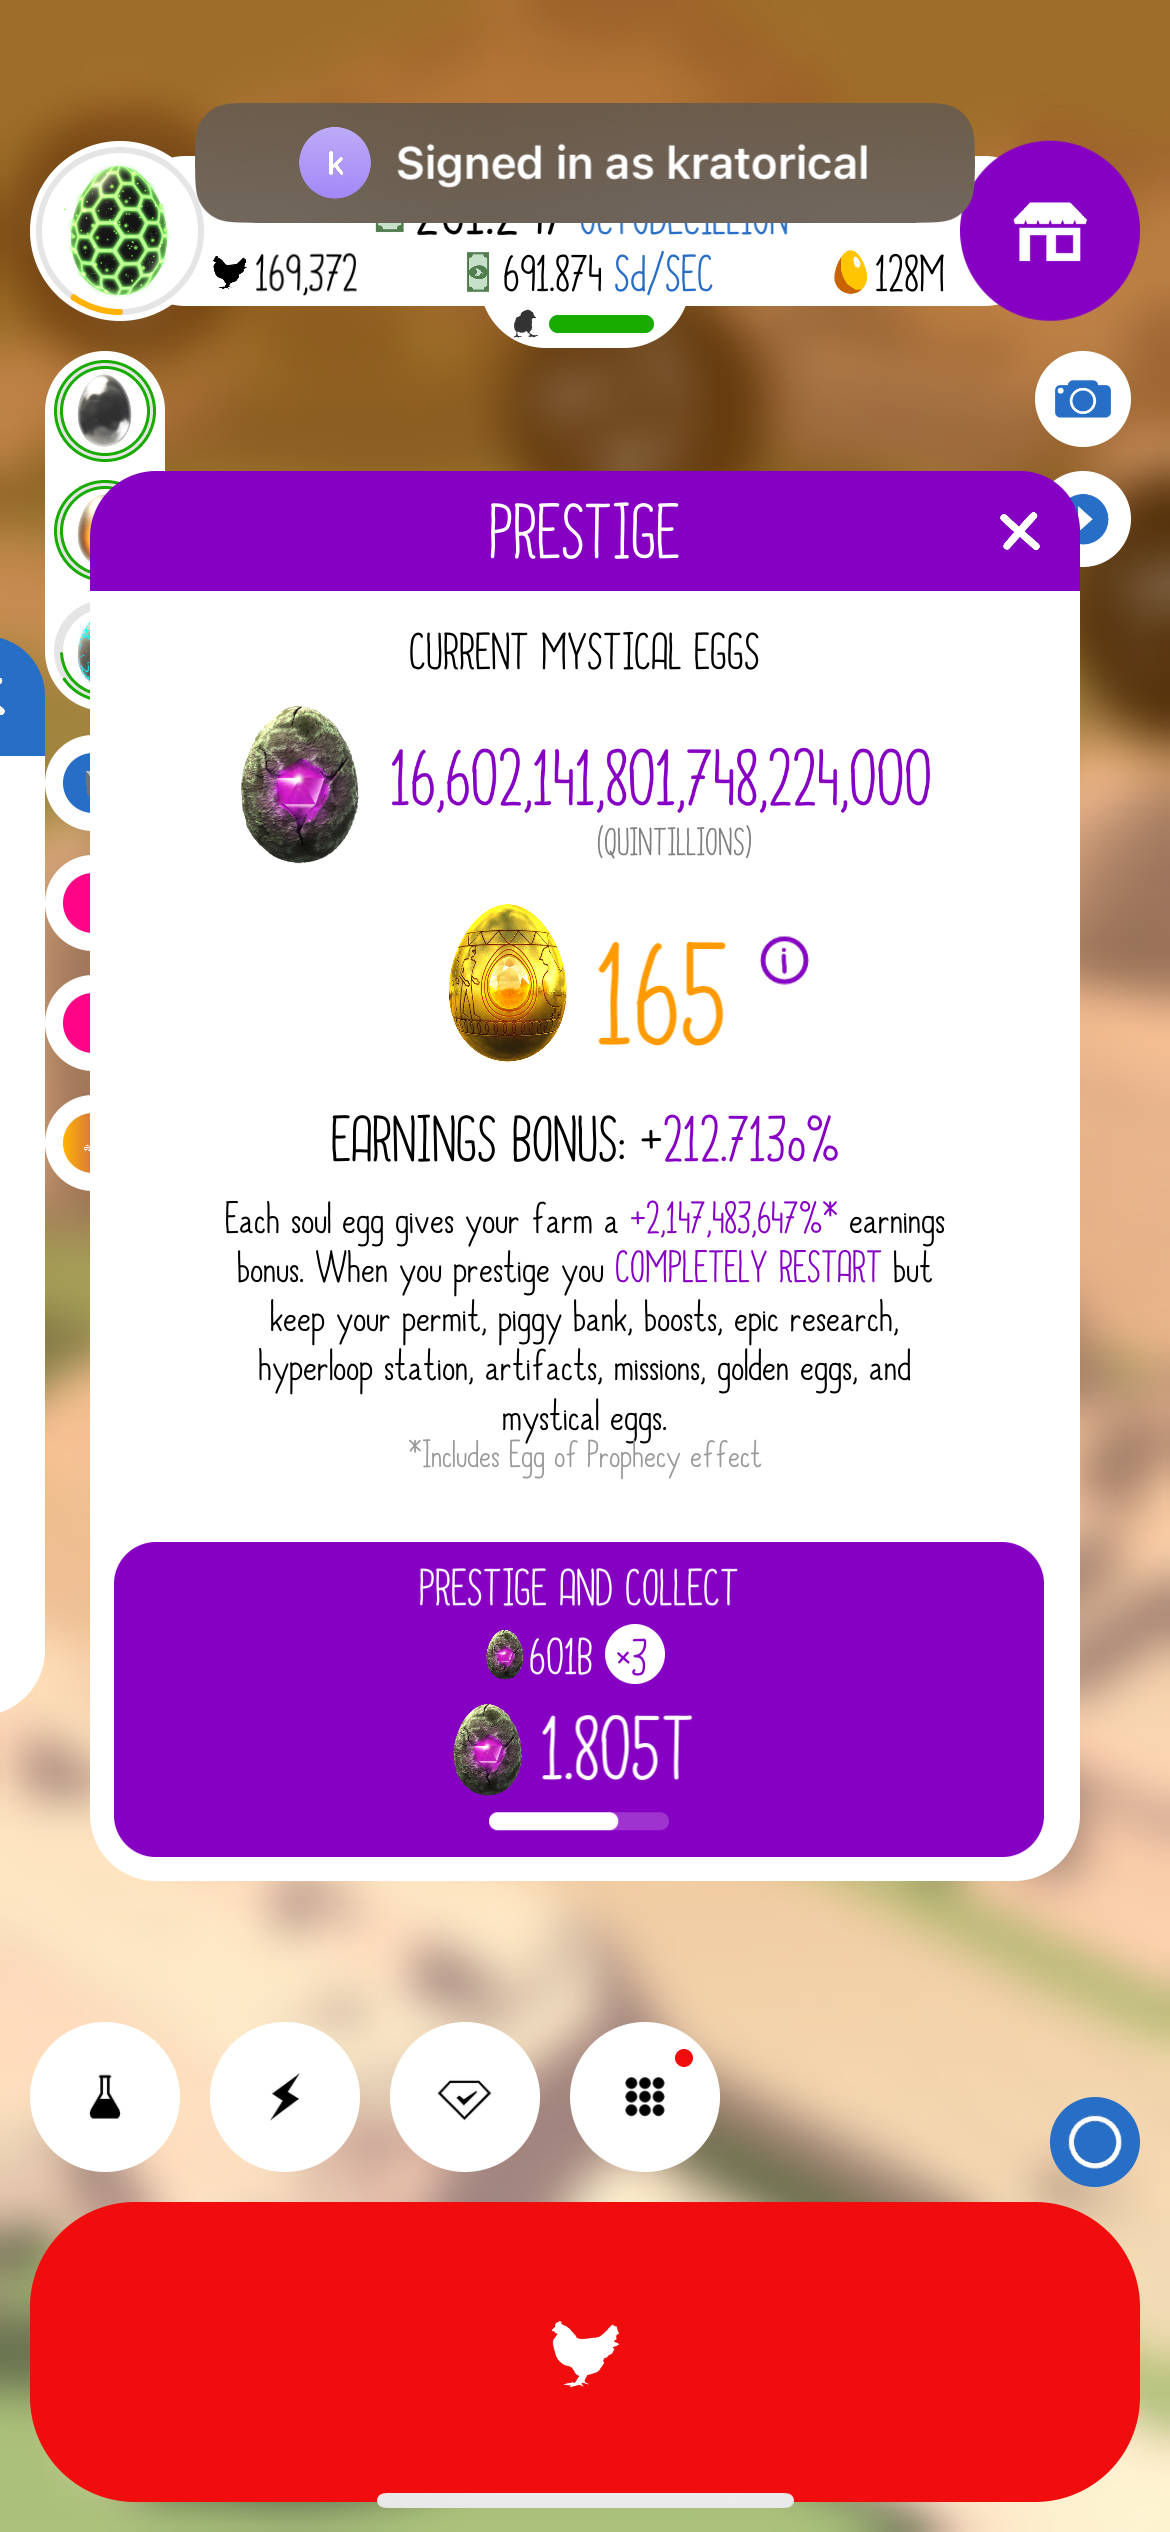 k
Signed in as kratorical
OCTODECILLION
169,372
691.874 Sd/SEC
128M
PRESTIGE
CURRENT MYSTICAL EGGS
16,602,141,801,748,224,000
(QUINTILLIONS)
165
i
EARNINGS BONUS: +212.713o%
Each soul egg gives your farm a +2,147,483,647%* earnings
bonus. When you prestige you COMPLETELY RESTART but
keep your permit, piggy bank, boosts, epic research,
hyperloop station, artifacts, missions, golden eggs, and
mystical eggs.
*Includes Egg of Prophecy effect
PRESTIGE AND COLLECT
601B ×3
1.805T